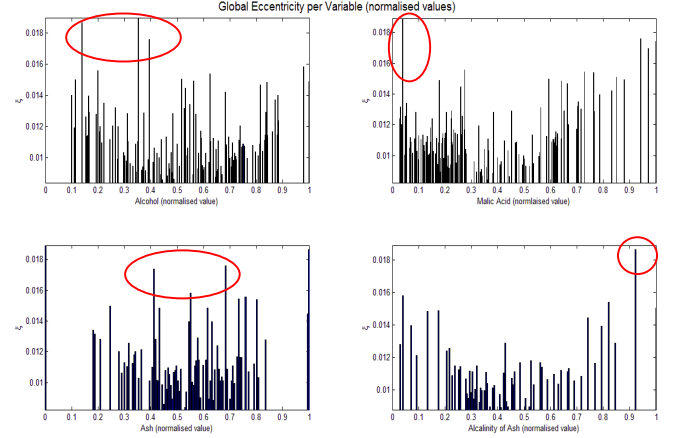 Global Eccentricity per Variable (normalised values)
0.018
0.016
ξ
0.014
0.012
0.01
0 0.1 0.2 0.3 0.4 0.5 0.6 0.7 0.8 0.9 1
Alcohol (normalised value)
0.018
0.016
ξ
0.014
0.012
0.01
0 0.1 0.2 0.3 0.4 0.5 0.6 0.7 0.8 0.9 1
Malic Acid (normlaised value)
0.018
0.016
ξ
0.014
0.012
0.01
0 0.1 0.2 0.3 0.4 0.5 0.6 0.7 0.8 0.9 1
Ash (normalised value)
0.018
0.016
ξ
0.014
0.012
0.01
0 0.1 0.2 0.3 0.4 0.5 0.6 0.7 0.8 0.9 1
Alcalinity of Ash (normalised value)